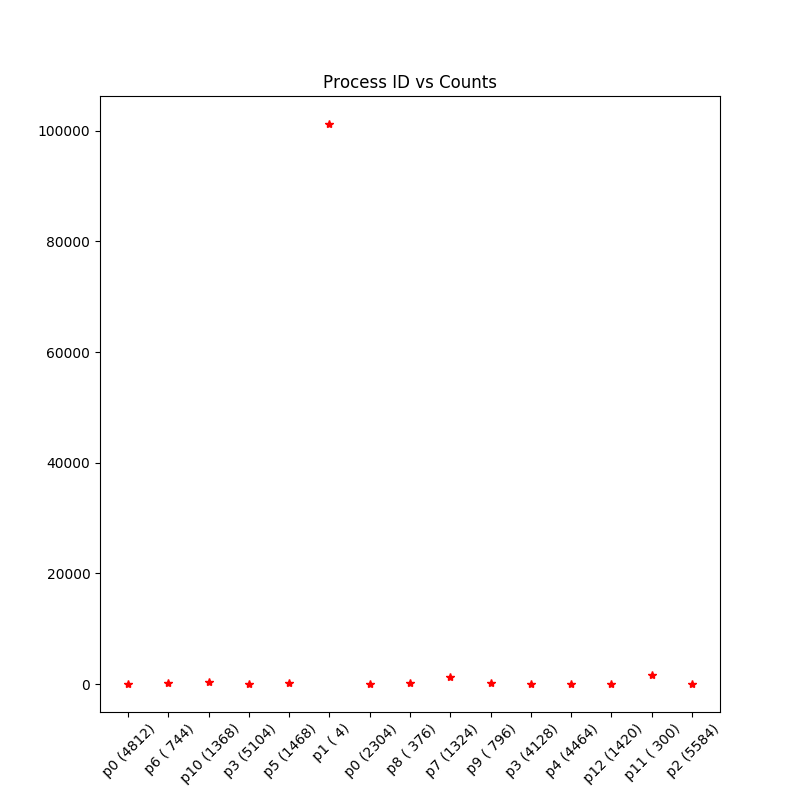 Process ID vs Counts
100000
80000
60000
40000
20000
0
p0 (4812)
p6 ( 744)
p10 (1368)
p3 (5104)
p5 (1468)
p1 ( 4)
p0 (2304)
p8 ( 376)
p7 (1324)
p9 ( 796)
p3 (4128)
p4 (4464)
p12 (1420)
p11 ( 300)
p2 (5584)